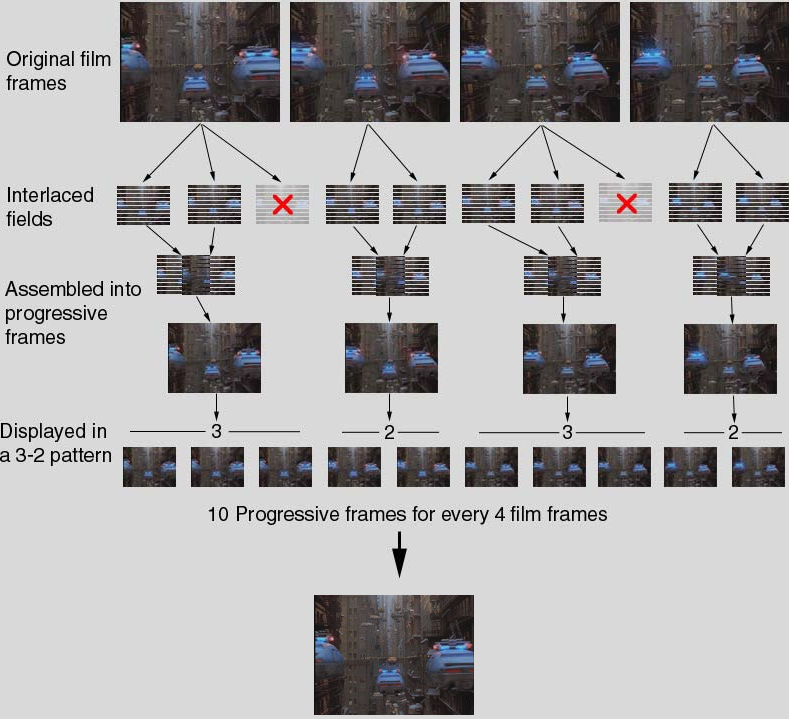 Original film
frames
Interlaced
fields
Assembled into
progressive
frames
Displayed in
a 3-2 pattern
3
2
3
2
10 Progressive frames for every 4 film frames